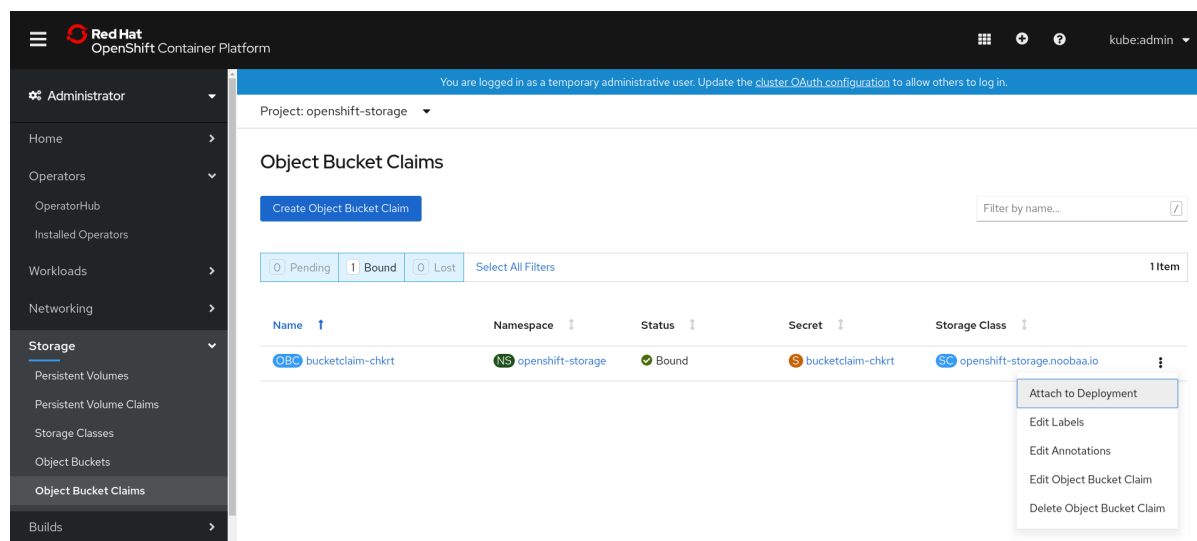 Red Hat
OpenShift Container Platform
kube:admin
Administrator
You are logged in as a temporary administrative user. Update the cluster OAuth configuration to allow others to log in.
Project: openshift-storage
Home
Operators
OperatorHub
Installed Operators
Workloads
Networking
Storage
Persistent Volumes
Persistent Volume Claims
Storage Classes
Object Buckets
Object Bucket Claims
Builds
Object Bucket Claims
Create Object Bucket Claim
Filter by name...
/
0 Pending 1 Bound 0 Lost Select All Filters 1 Item
Name Namespace Status Secret Storage Class
OBC bucketclaim-chkrt NS openshift-storage Bound S bucketclaim-chkrt SC openshift-storage.noobaa.io
Attach to Deployment
Edit Labels
Edit Annotations
Edit Object Bucket Claim
Delete Object Bucket Claim